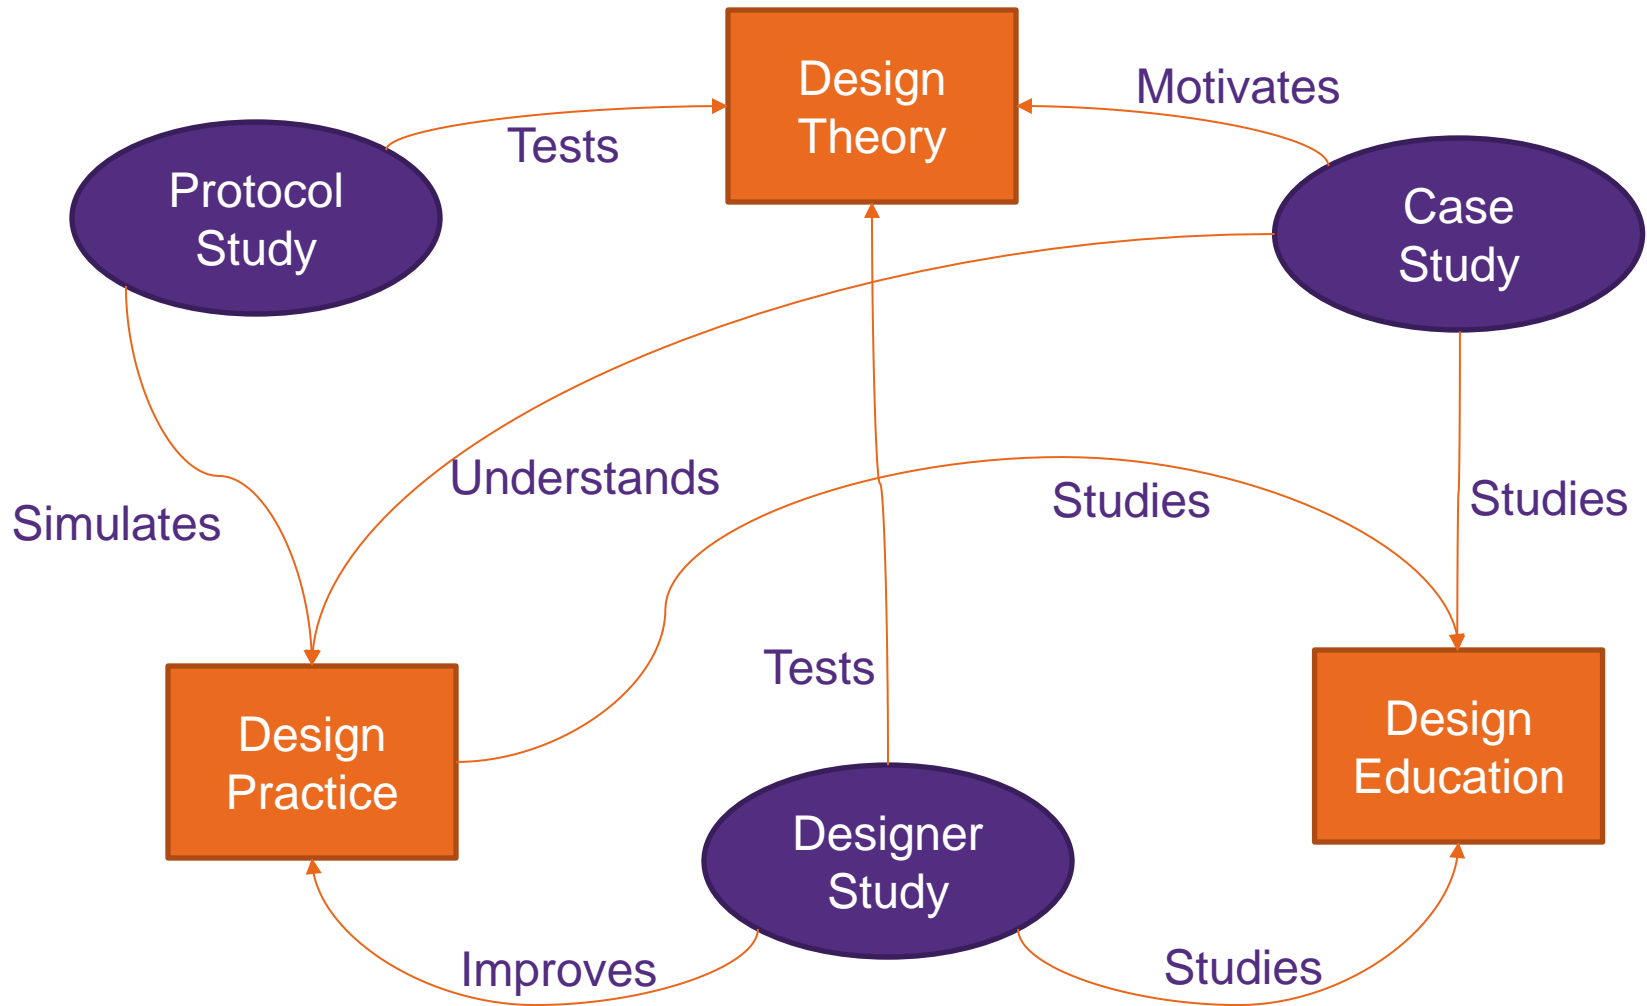 Design
Theory
Motivates
Tests
Protocol
Study
Case
Study
Understands
Studies
Studies
Simulates
Tests
Design
Practice
Design
Education
Designer
Study
Improves
Studies